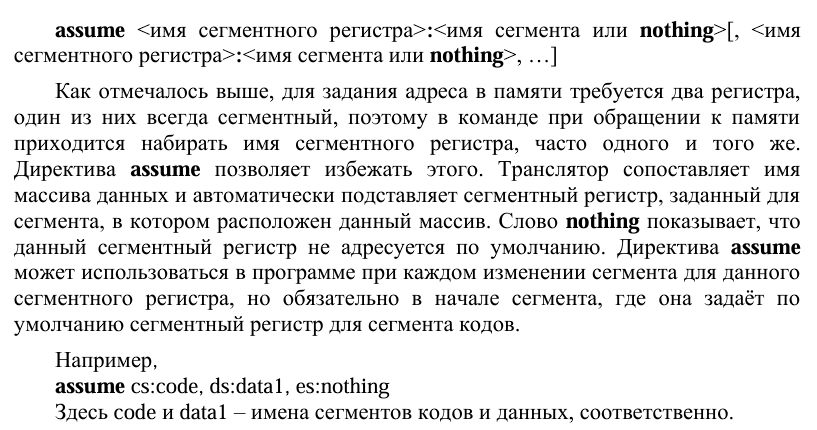 assume <имя сегментного регистра>:<имя сегмента или nothing>[, <имя
сегментного регистра>:<имя сегмента или nothing>, …]
Как отмечалось выше, для задания адреса в памяти требуется два регистра,
один из них всегда сегментный, поэтому в команде при обращении к памяти
приходится набирать имя сегментного регистра, часто одного и того же.
Директива assume позволяет избежать этого. Транслятор сопоставляет имя
массива данных и автоматически подставляет сегментный регистр, заданный для
сегмента, в котором расположен данный массив. Слово nothing показывает, что
данный сегментный регистр не адресуется по умолчанию. Директива assume
может использоваться в программе при каждом изменении сегмента для данного
сегментного регистра, но обязательно в начале сегмента, где она задаёт по
умолчанию сегментный регистр для сегмента кодов.
Например,
assume cs:code, ds:data1, es:nothing
Здесь code и data1 – имена сегментов кодов и данных, соответственно.